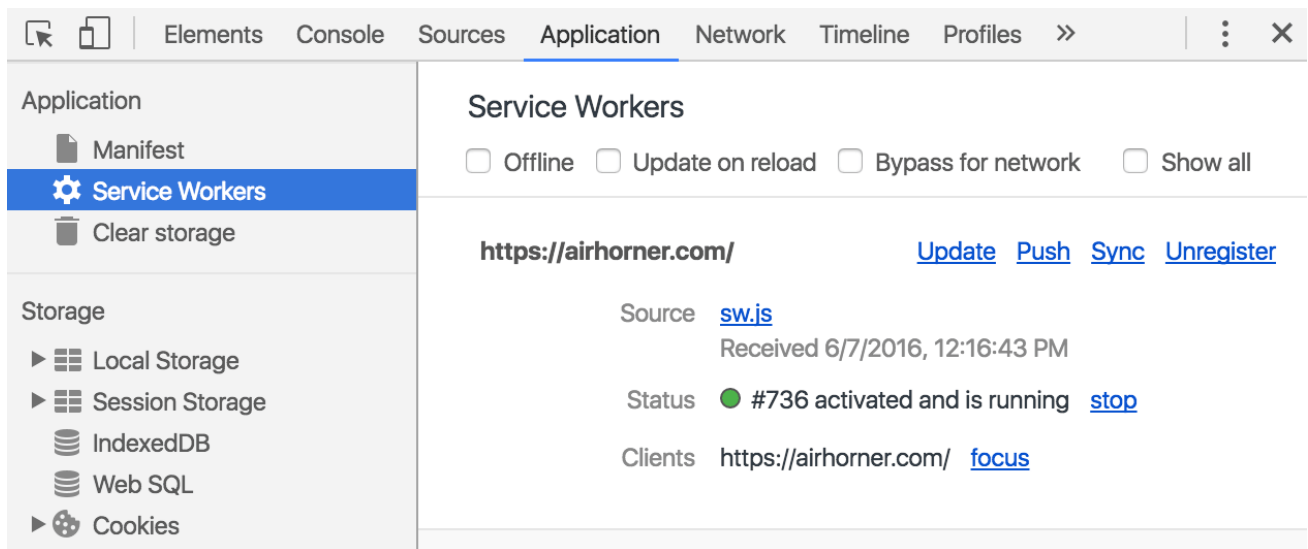 Elements Console Sources Application Network Timeline Profiles
Application
Manifest
Service Workers
Clear storage
Storage
Local Storage
Session Storage
IndexedDB
Web SQL
Cookies
Service Workers
Offline Update on reload Bypass for network Show all
https://airhorner.com/ Update Push Sync Unregister
Source sw.js
Received 6/7/2016, 12:16:43 PM
Status #736 activated and is running stop
Clients https://airhorner.com/ focus